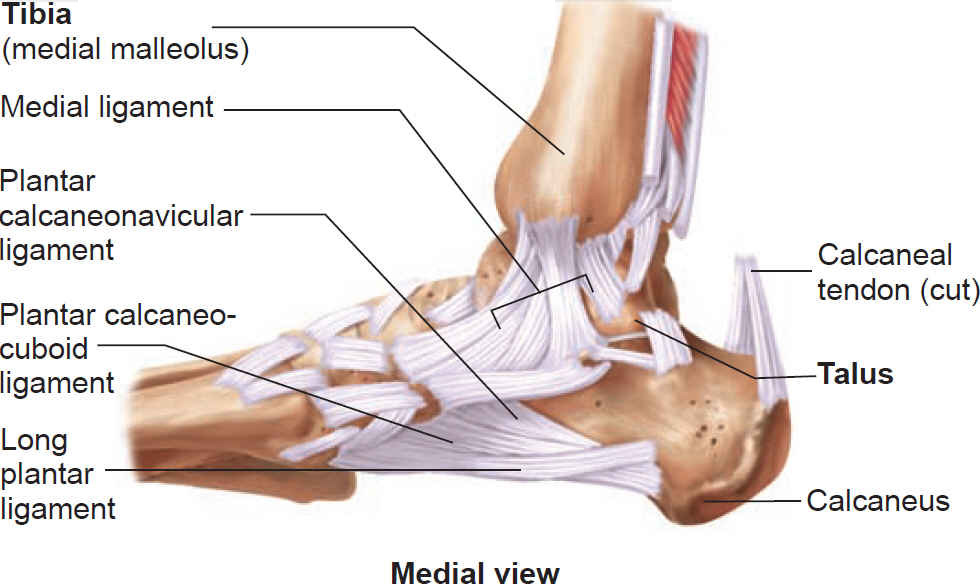 Tibia
(medial malleolus)
Medial ligament
Plantar
calcaneonavicular
ligament
Plantar calcaneo-
cuboid
ligament
Long
plantar
ligament
Calcaneal
tendon (cut)
Talus
Calcaneus
Medial view